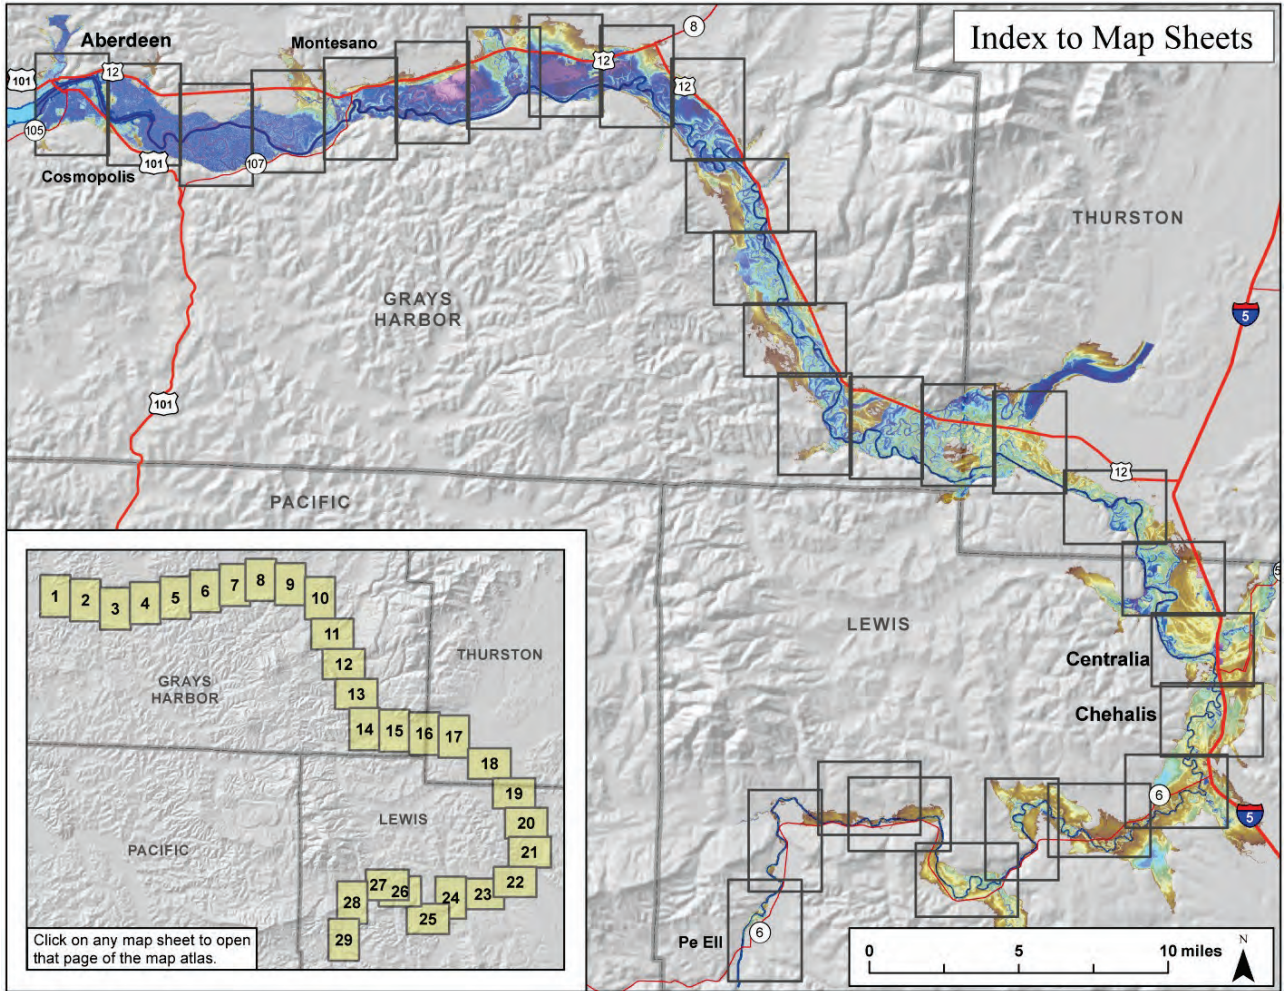 Index to Map Sheets
8
Aberdeen
Montesano
101
12
12
12
105
101
107
Cosmopolis
THURSTON
GRAYS
HARBOR
5
101
12
PACIFIC
5
LEWIS
Centralia
Chehalis
6
5
Pe Ell
6
0 5 10 miles
N
1 2 3 4 5 6 7 8 9 10
11
12
13
14 15 16 17
18
19
20
21
22
23
24
25
26
27
28
29
THURSTON
GRAYS
HARBOR
LEWIS
PACIFIC
Click on any map sheet to open
that page of the map atlas.